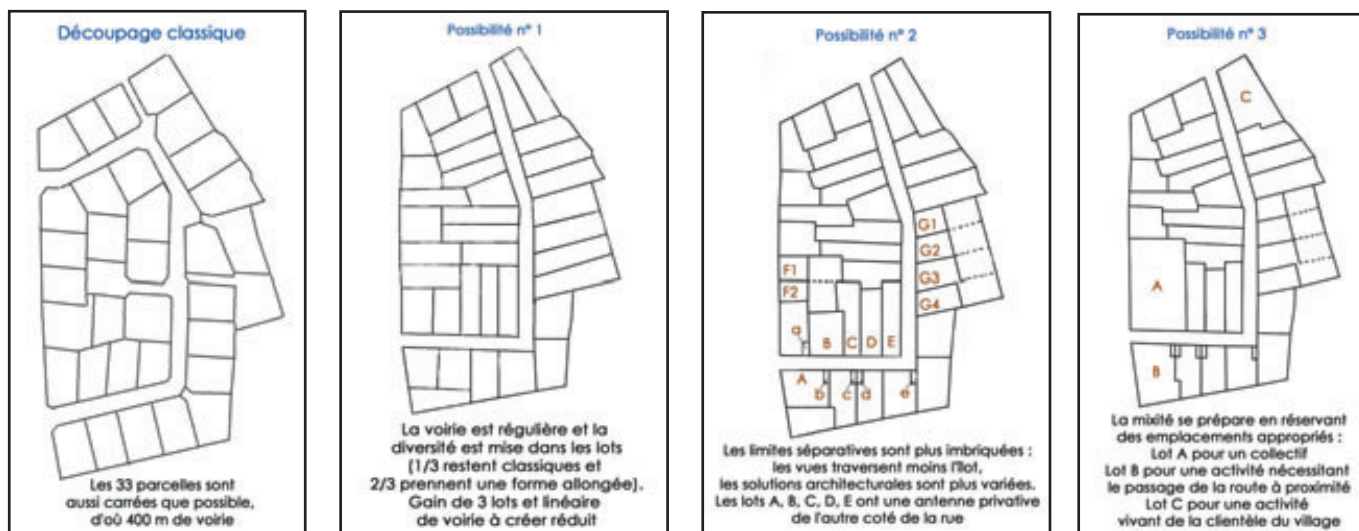 Découpage classique
Les 33 parcelles sont
aussi carrées que possible,
d'où 400 m de voirie
Possibilité n° 1
La voirie est régulière et la
diversité est mise dans les lots
(1/3 restent classiques et
2/3 prennent une forme allongée).
Gain de 3 lots et linéaire
de voirie à créer réduit
Possibilité n° 2
G1
G2
F1
G3
F2
G4
a
B
C
D
E
A
b
c
d
e
Les limites séparatives sont plus imbriquées :
les vues traversent moins l'îlot,
les solutions architecturales sont plus variées.
Les lots A, B, C, D, E ont une antenne privative
de l'autre coté de la rue
Possibilité n° 3
C
A
B
La mixité se prépare en réservant
des emplacements appropriés :
Lot A pour un collectif
Lot B pour une activité nécessitant
le passage de la route à proximité
Lot C pour une activité
vivant de la clientèle du village